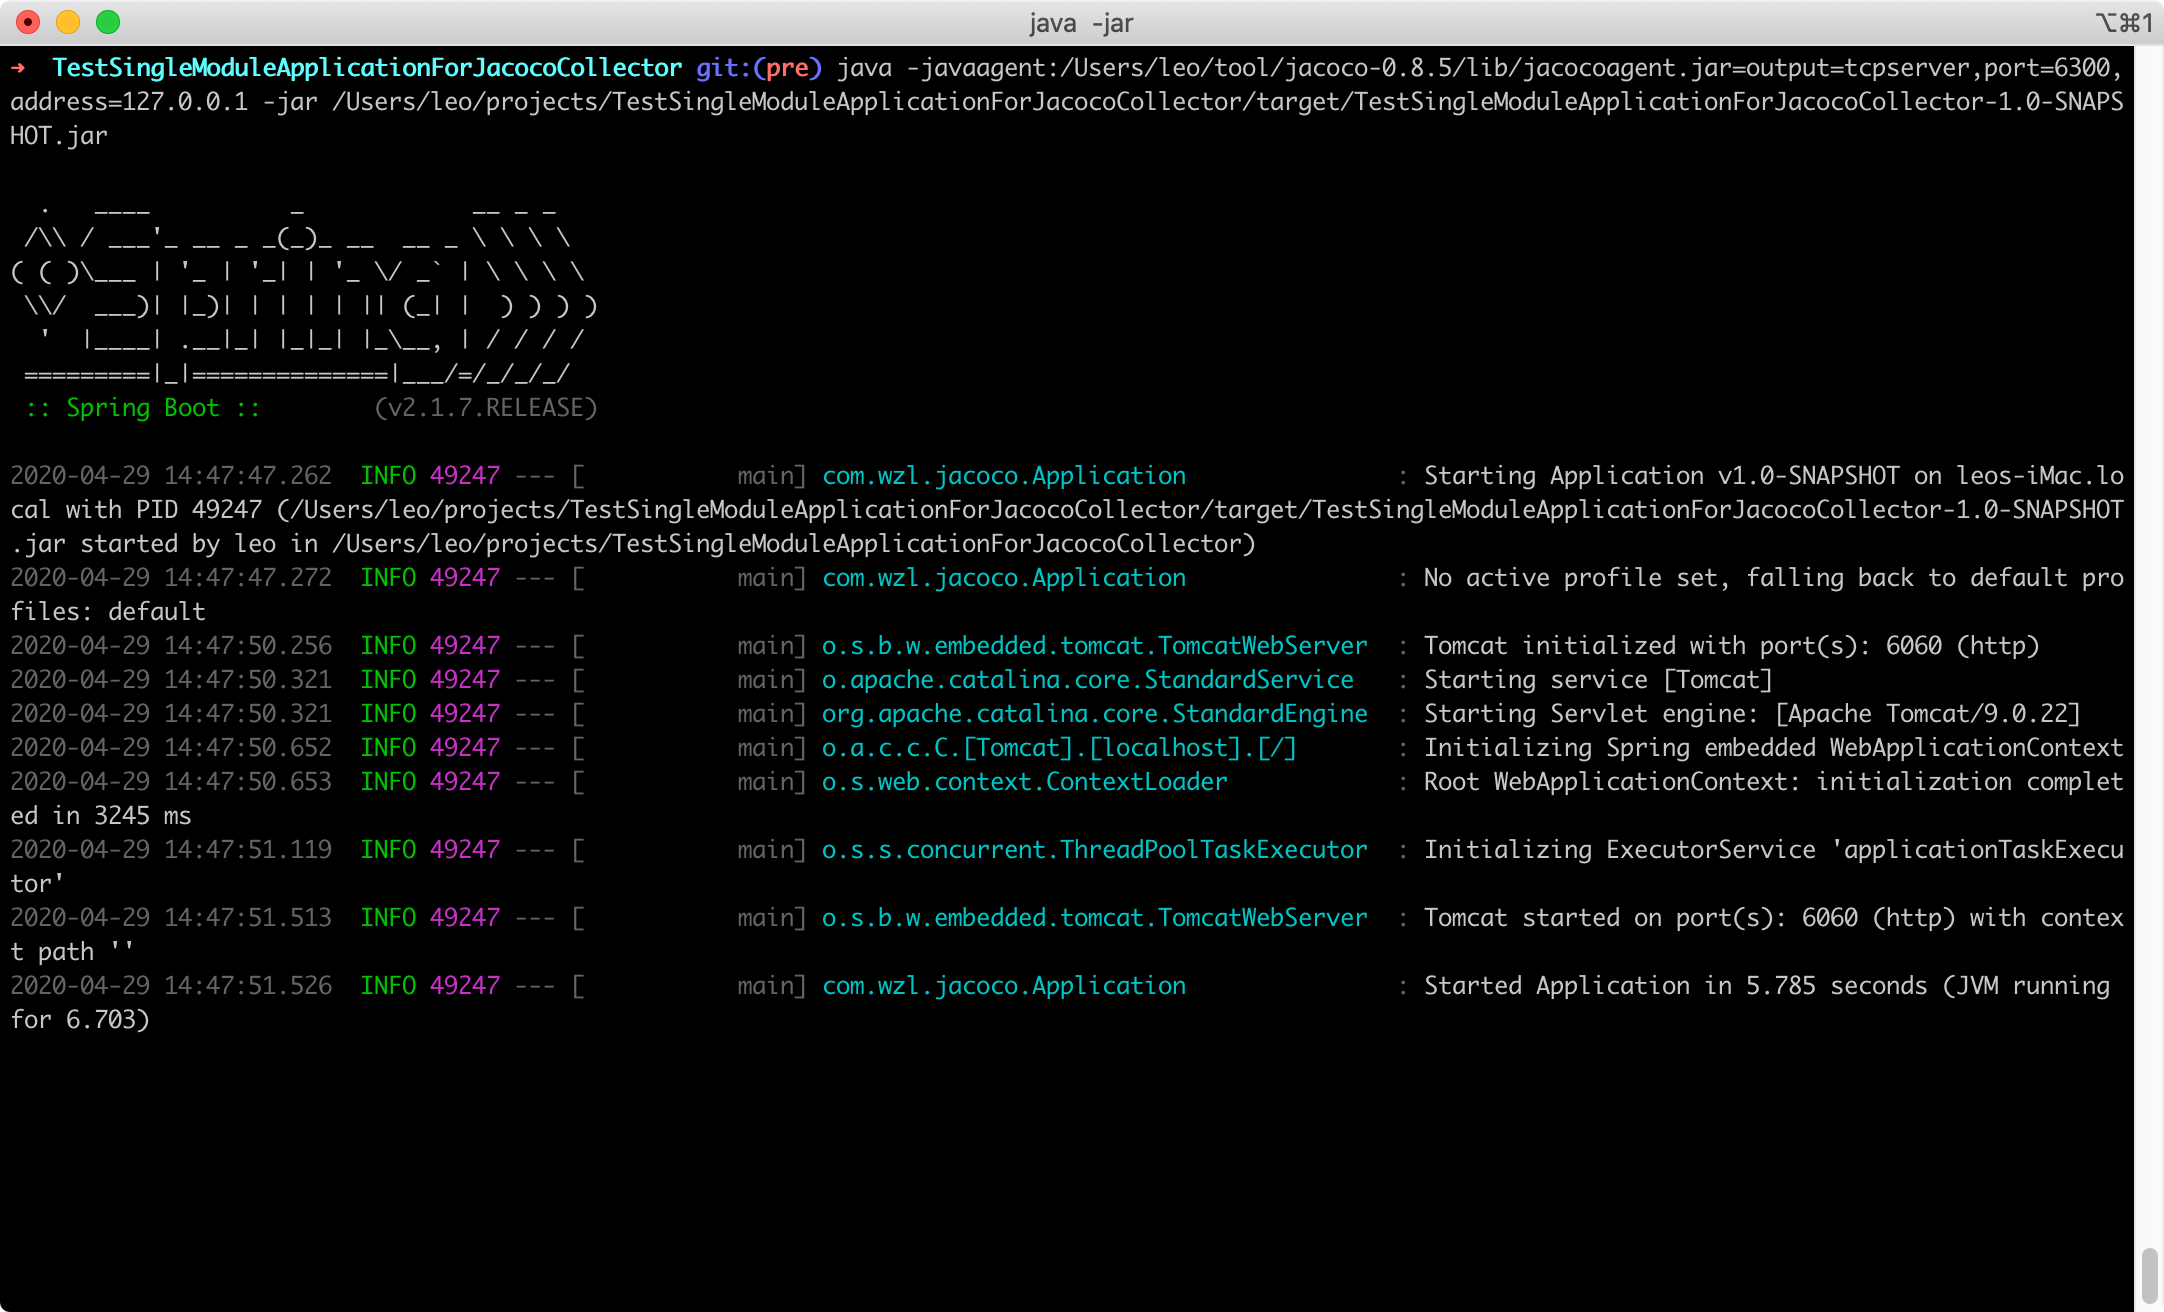 java -jar
⌥⌘1
➜  TestSingleModuleApplicationForJacocoCollector git:(pre) java -javaagent:/Users/leo/tool/jacoco-0.8.5/lib/jacocoagent.jar=output=tcpserver,port=6300,
address=127.0.0.1 -jar /Users/leo/projects/TestSingleModuleApplicationForJacocoCollector/target/TestSingleModuleApplicationForJacocoCollector-1.0-SNAPS
HOT.jar
  .   ____          _            __ _ _
 /\\ / ___'_ __ _ _(_)_ __  __ _ \ \ \ \
( ( )\___ | '_ | '_| | '_ \/ _` | \ \ \ \
 \\/  ___)| |_)| | | | | || (_| |  ) ) ) )
  '  |____| .__|_| |_|_| |_\__, | / / / /
 =========|_|==============|___/=/_/_/_/
 :: Spring Boot ::        (v2.1.7.RELEASE)
2020-04-29 14:47:47.262  INFO 49247 --- [           main] com.wzl.jacoco.Application               : Starting Application v1.0-SNAPSHOT on leos-iMac.lo
cal with PID 49247 (/Users/leo/projects/TestSingleModuleApplicationForJacocoCollector/target/TestSingleModuleApplicationForJacocoCollector-1.0-SNAPSHOT
.jar started by leo in /Users/leo/projects/TestSingleModuleApplicationForJacocoCollector)
2020-04-29 14:47:47.272  INFO 49247 --- [           main] com.wzl.jacoco.Application               : No active profile set, falling back to default pro
files: default
2020-04-29 14:47:50.256  INFO 49247 --- [           main] o.s.b.w.embedded.tomcat.TomcatWebServer  : Tomcat initialized with port(s): 6060 (http)
2020-04-29 14:47:50.321  INFO 49247 --- [           main] o.apache.catalina.core.StandardService   : Starting service [Tomcat]
2020-04-29 14:47:50.321  INFO 49247 --- [           main] org.apache.catalina.core.StandardEngine  : Starting Servlet engine: [Apache Tomcat/9.0.22]
2020-04-29 14:47:50.652  INFO 49247 --- [           main] o.a.c.c.C.[Tomcat].[localhost].[/]       : Initializing Spring embedded WebApplicationContext
2020-04-29 14:47:50.653  INFO 49247 --- [           main] o.s.web.context.ContextLoader            : Root WebApplicationContext: initialization complet
ed in 3245 ms
2020-04-29 14:47:51.119  INFO 49247 --- [           main] o.s.s.concurrent.ThreadPoolTaskExecutor  : Initializing ExecutorService 'applicationTaskExecu
tor'
2020-04-29 14:47:51.513  INFO 49247 --- [           main] o.s.b.w.embedded.tomcat.TomcatWebServer  : Tomcat started on port(s): 6060 (http) with contex
t path ''
2020-04-29 14:47:51.526  INFO 49247 --- [           main] com.wzl.jacoco.Application               : Started Application in 5.785 seconds (JVM running
for 6.703)